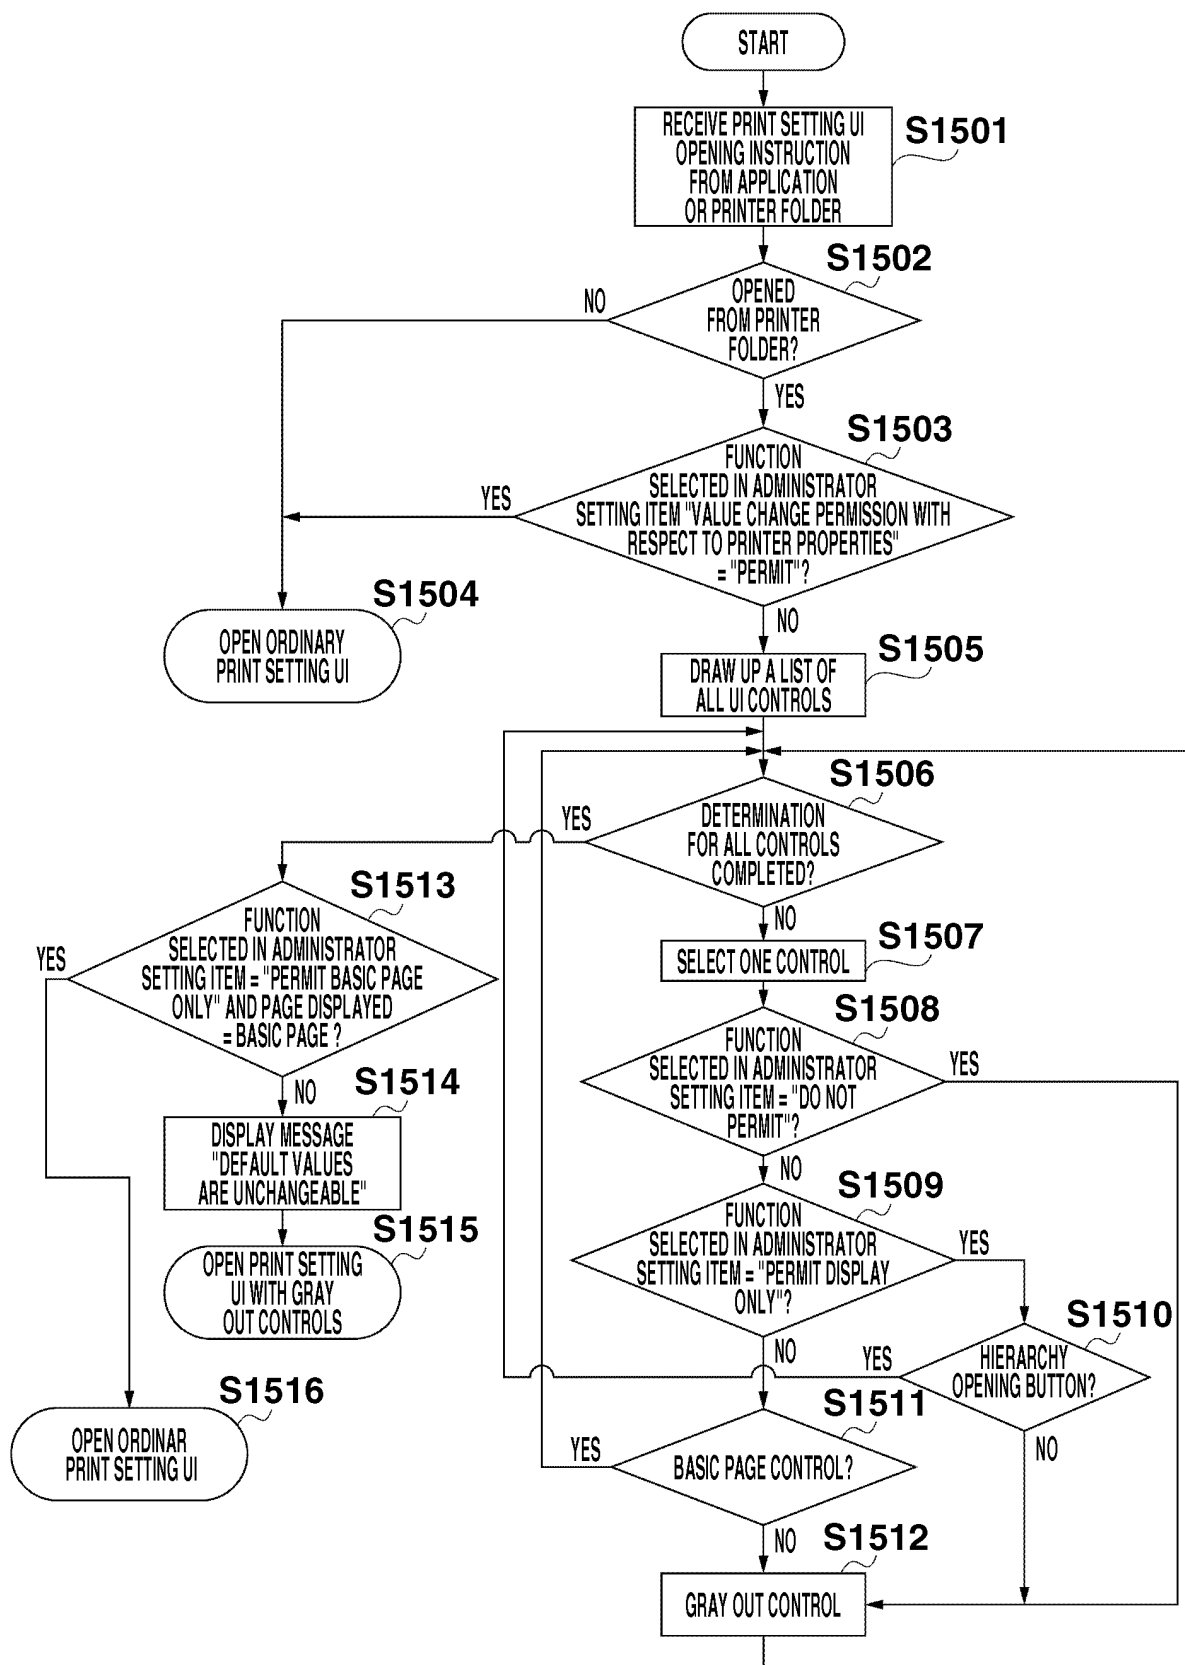 START
RECEIVE PRINT SETTING UI
OPENING INSTRUCTION
FROM APPLICATION
OR PRINTER FOLDER
S1501
S1502
OPENED
FROM PRINTER
FOLDER?
NO
YES
S1503
FUNCTION
SELECTED IN ADMINISTRATOR
SETTING ITEM "VALUE CHANGE PERMISSION WITH
RESPECT TO PRINTER PROPERTIES"
= "PERMIT"?
YES
NO
S1504
OPEN ORDINARY
PRINT SETTING UI
S1505
DRAW UP A LIST OF
ALL UI CONTROLS
S1506
DETERMINATION
FOR ALL CONTROLS
COMPLETED?
YES
NO
S1507
SELECT ONE CONTROL
S1513
FUNCTION
SELECTED IN ADMINISTRATOR
SETTING ITEM = "PERMIT BASIC PAGE
ONLY" AND PAGE DISPLAYED
= BASIC PAGE ?
YES
NO
S1508
FUNCTION
SELECTED IN ADMINISTRATOR
SETTING ITEM = "DO NOT
PERMIT"?
YES
NO
S1514
DISPLAY MESSAGE
"DEFAULT VALUES
ARE UNCHANGEABLE"
S1509
FUNCTION
SELECTED IN ADMINISTRATOR
SETTING ITEM = "PERMIT DISPLAY
ONLY"?
YES
NO
S1515
OPEN PRINT SETTING
UI WITH GRAY
OUT CONTROLS
S1510
HIERARCHY
OPENING BUTTON?
YES
NO
S1516
OPEN ORDINAR
PRINT SETTING UI
S1511
BASIC PAGE CONTROL?
YES
NO
S1512
GRAY OUT CONTROL